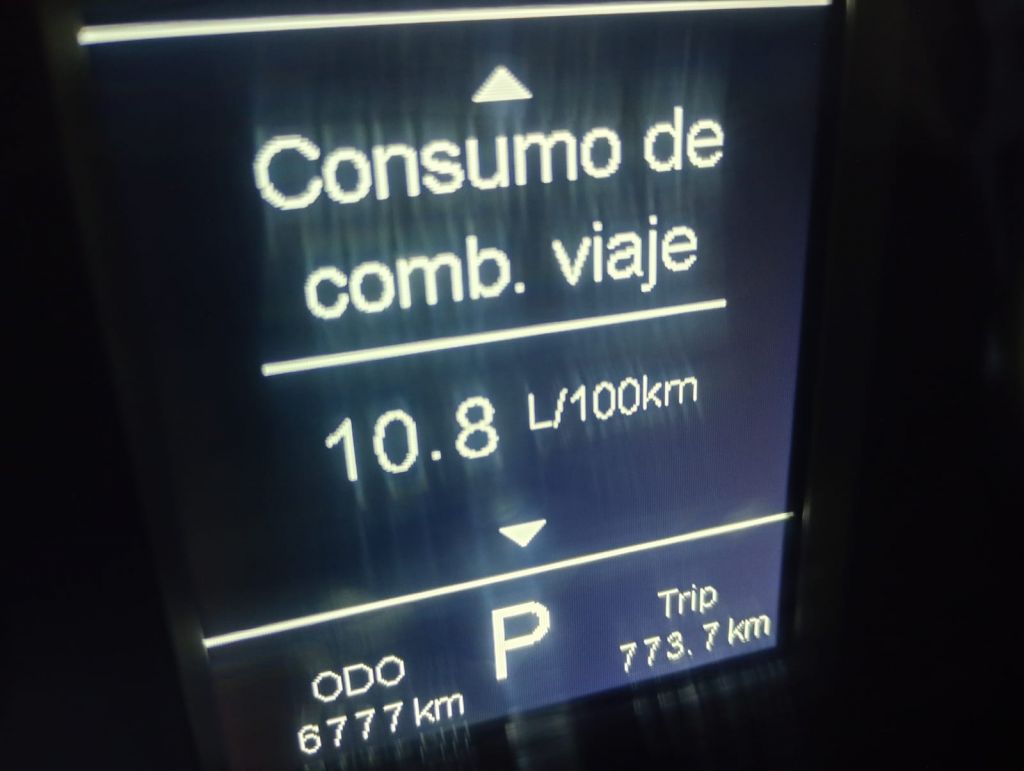 Consumo de
comb. viaje
10.8 L/100km
P
Trip
773.7 km
ODO
6777 km